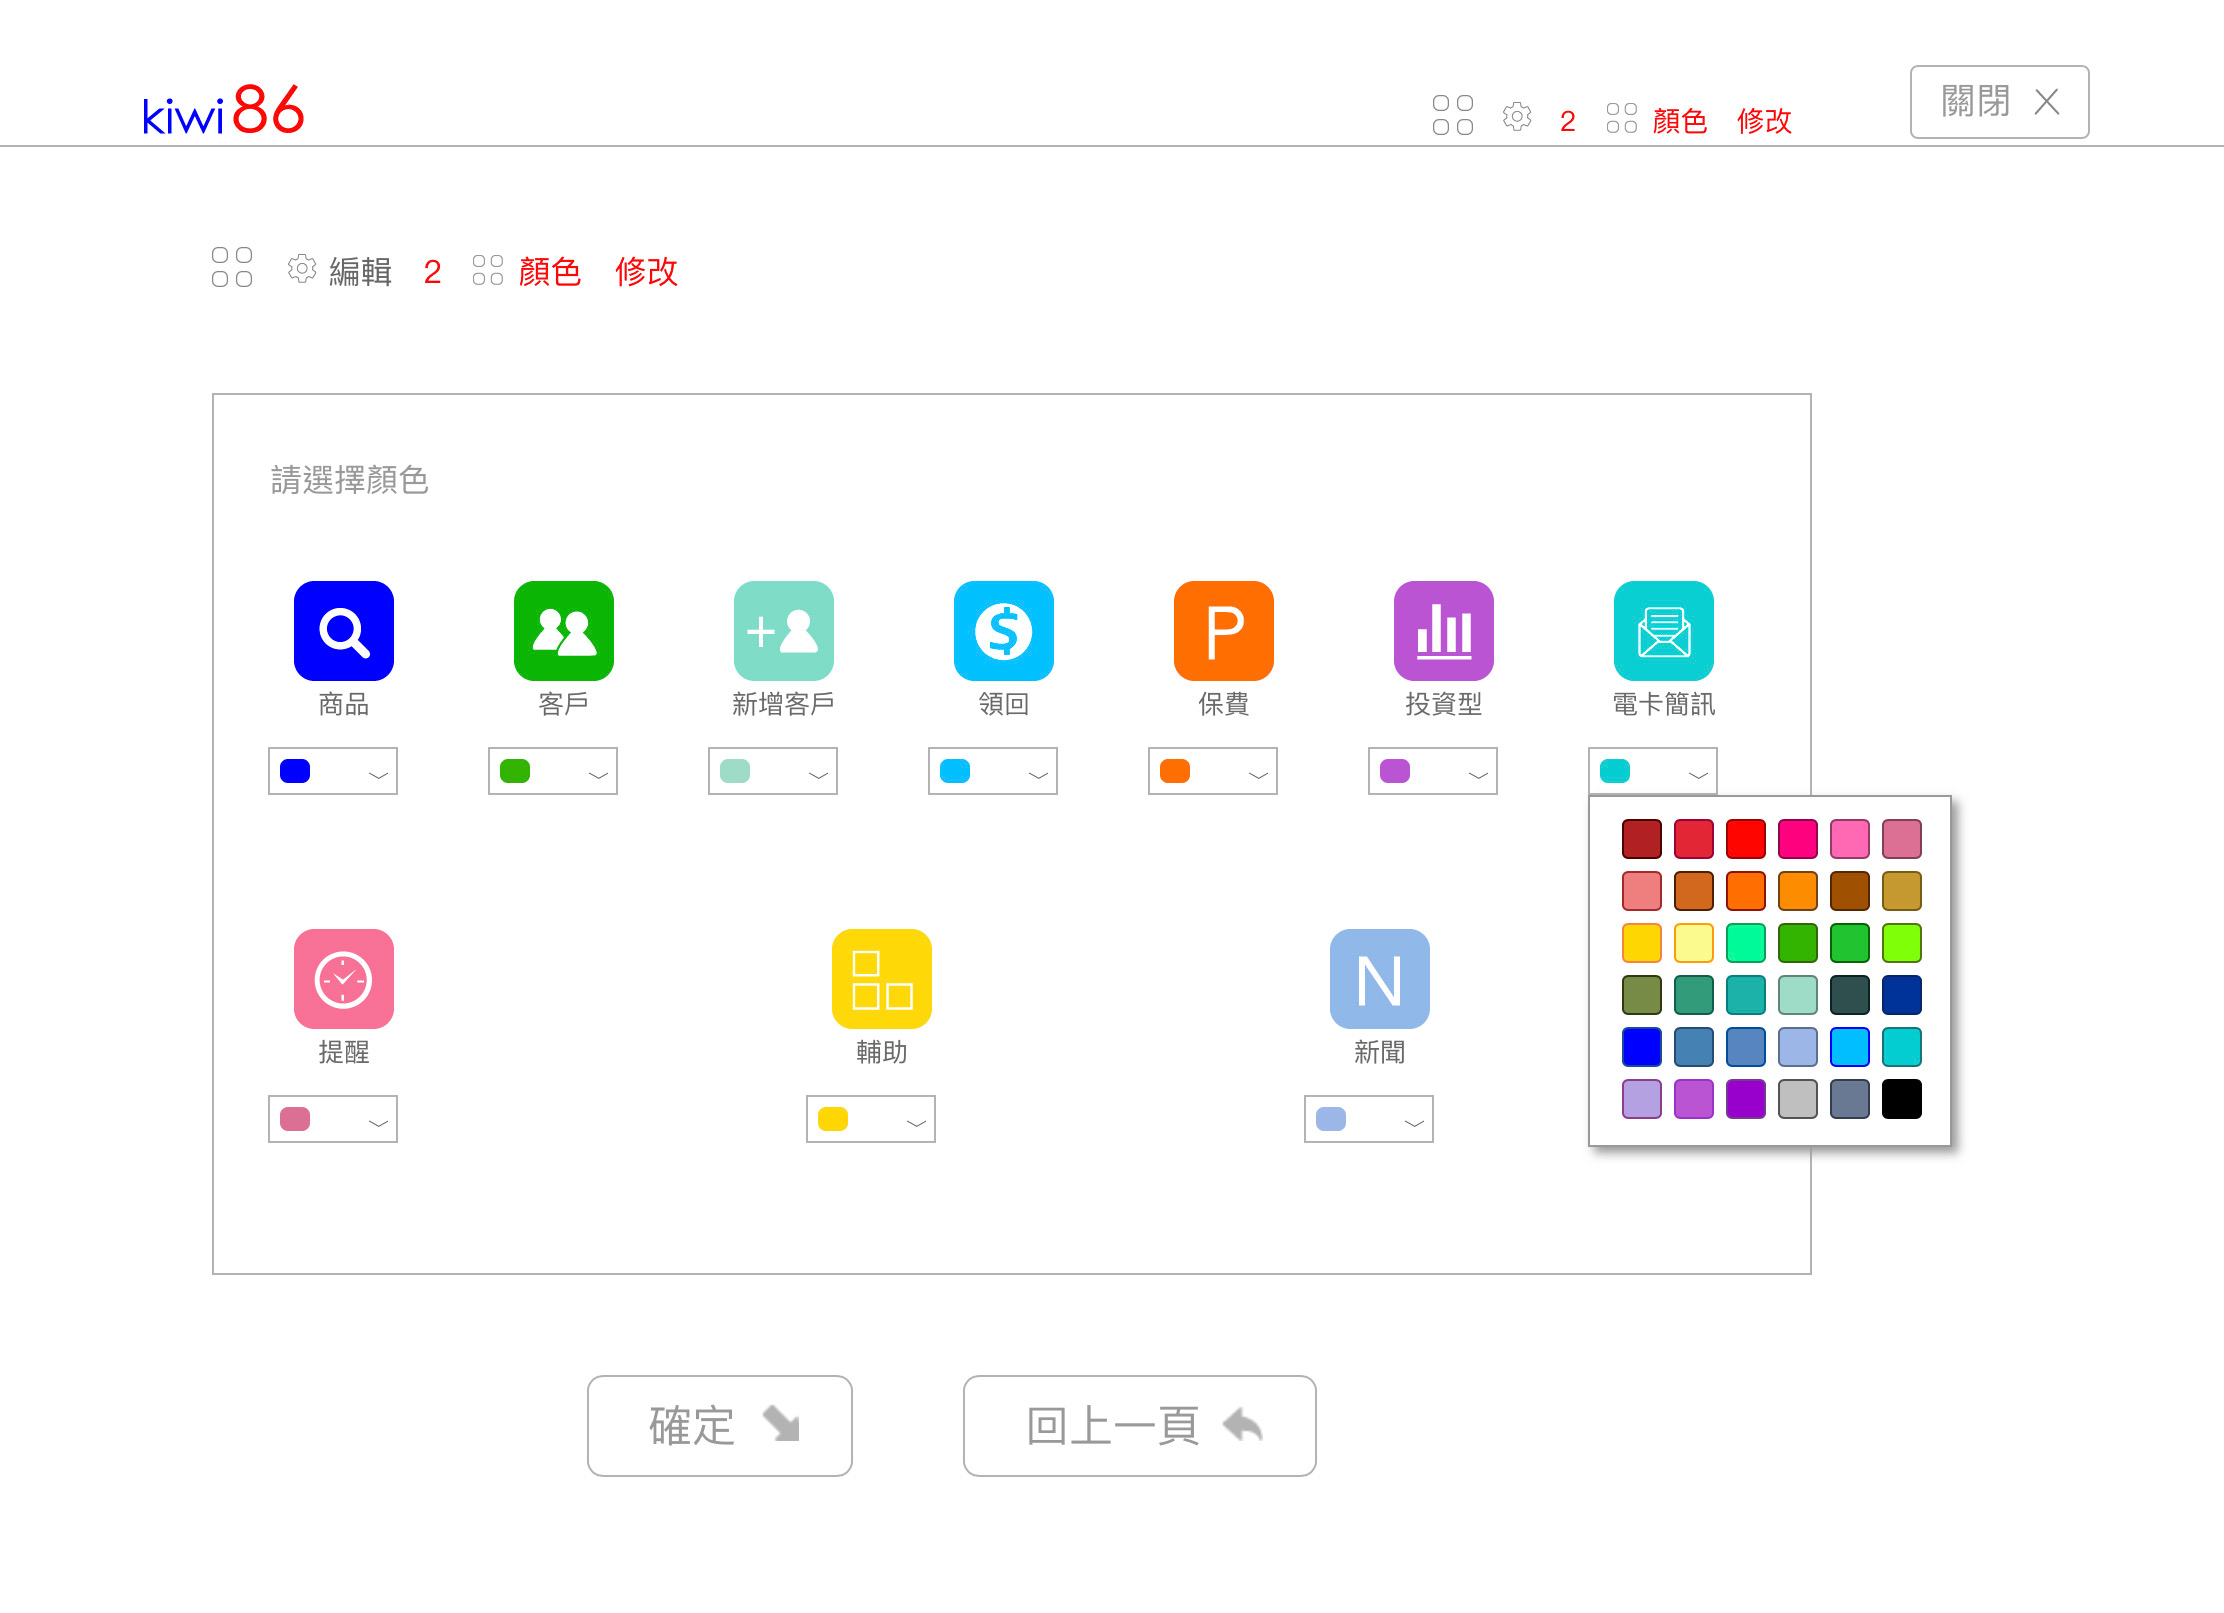 kiwi 86
2 顏色 修改
關閉
編輯 2 顏色 修改
請選擇顏色
商品 客戶 新增客戶 領回 保費 投資型 電卡簡訊
提醒 輔助 新聞
確定 回上一頁